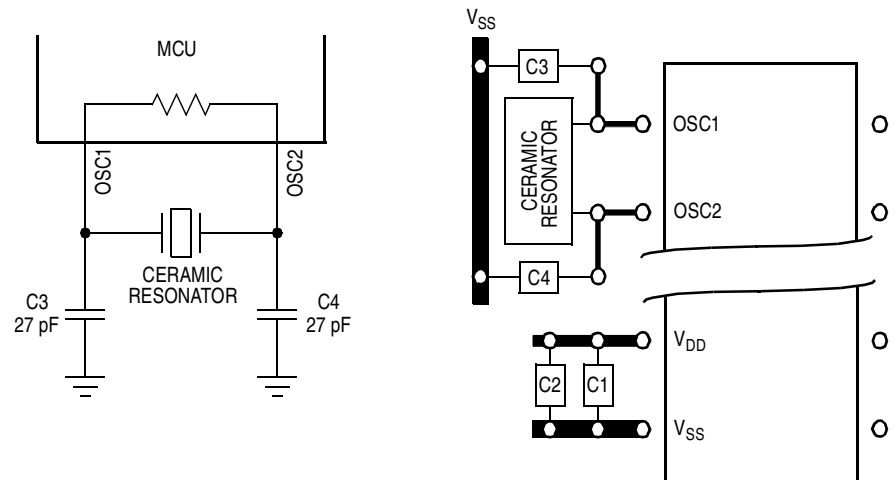 MCU
OSC1
OSC2
CERAMIC
RESONATOR
C3
27 pF
C4
27 pF
VSS
C3
CERAMIC
RESONATOR
C4
OSC1
OSC2
C2
C1
VDD
VSS